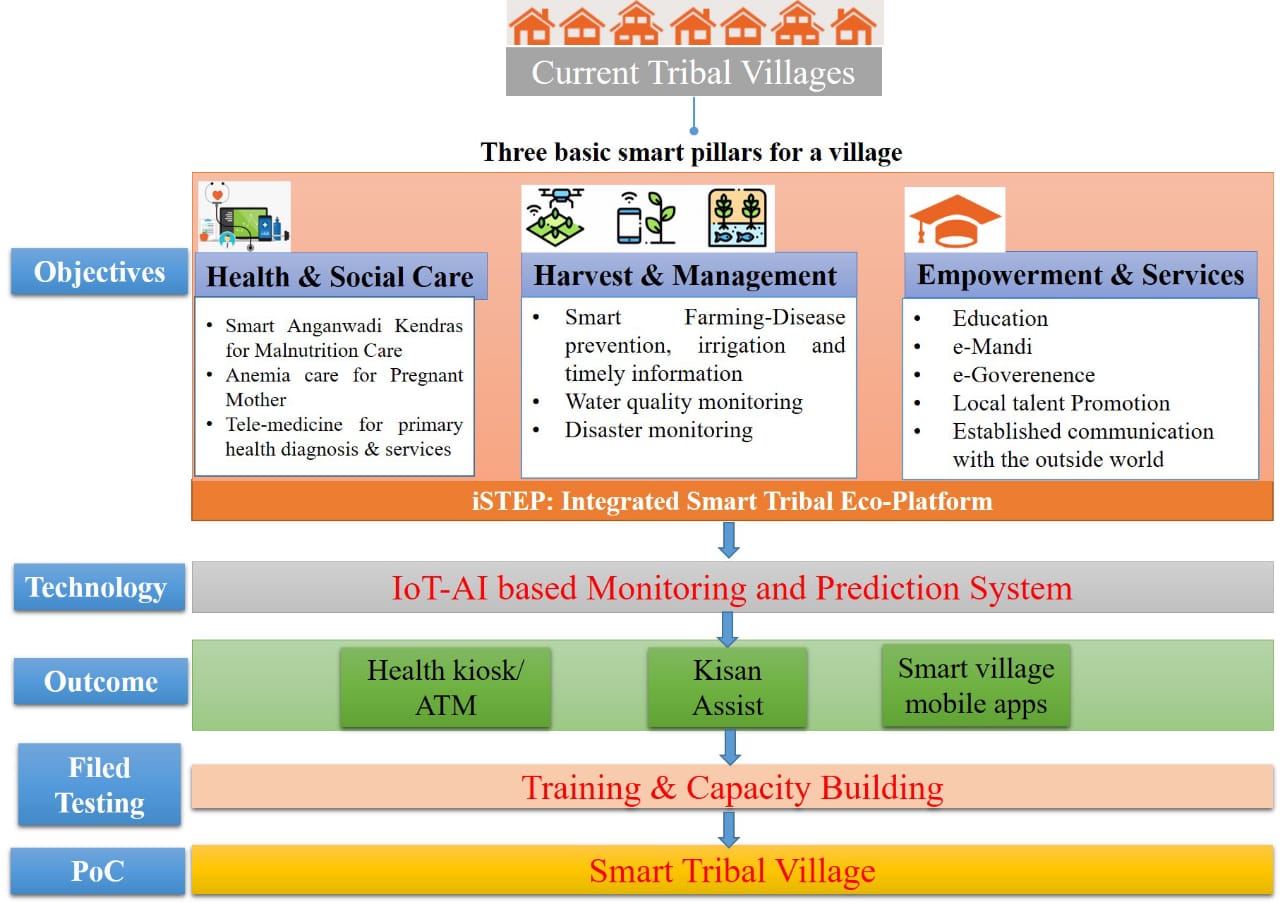 Current Tribal Villages
Three basic smart pillars for a village
Objectives
Health & Social Care
• Smart Anganwadi Kendras
for Malnutrition Care
• Anemia care for Pregnant
Mother
• Tele-medicine for primary
health diagnosis & services
Harvest & Management
• Smart Farming-Disease
prevention, irrigation and
timely information
• Water quality monitoring
• Disaster monitoring
Empowerment & Services
• Education
• e-Mandi
• e-Goverenence
• Local talent Promotion
• Established communication
with the outside world
iSTEP: Integrated Smart Tribal Eco-Platform
Technology
IoT-AI based Monitoring and Prediction System
Outcome
Health kiosk/
ATM
Kisan
Assist
Smart village
mobile apps
Filed
Testing
Training & Capacity Building
PoC
Smart Tribal Village